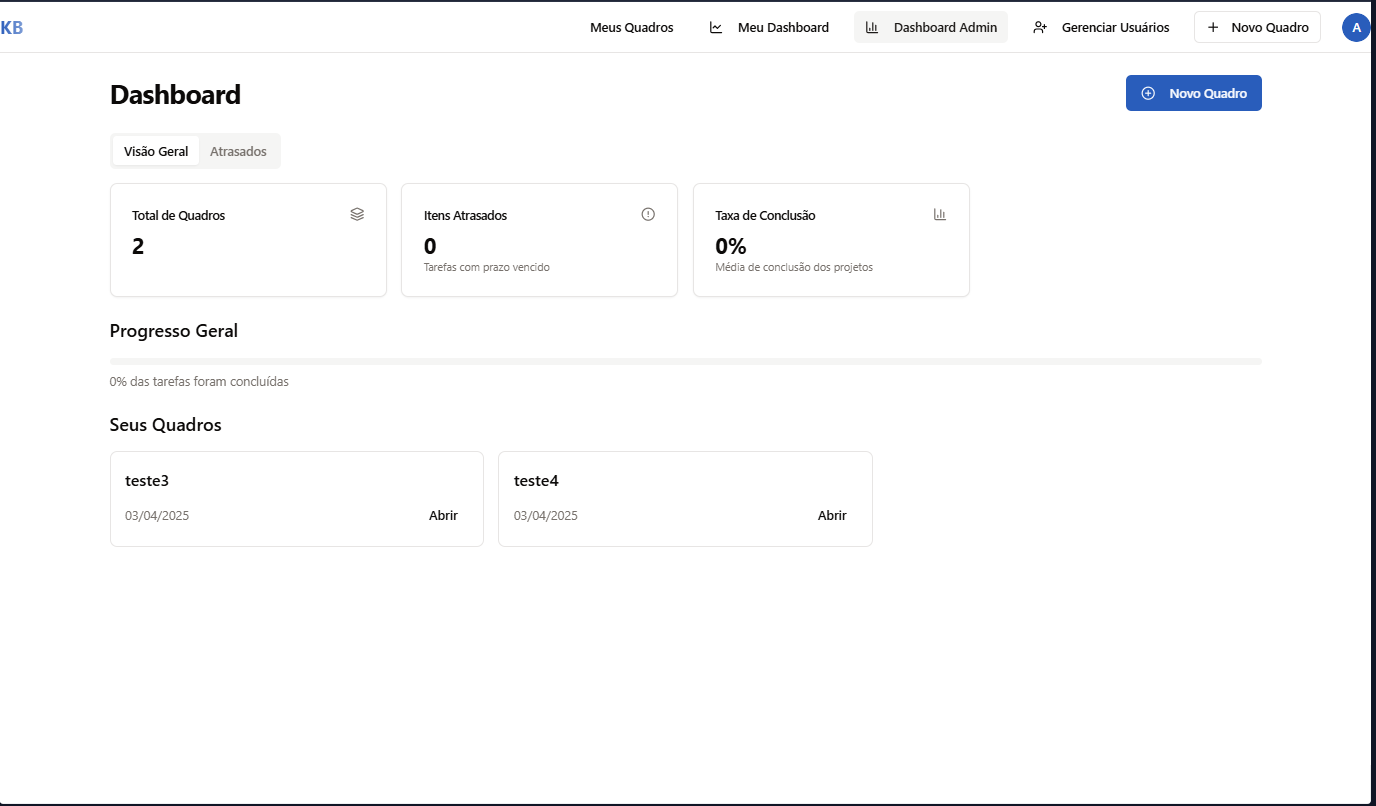 KB Meus Quadros Meu Dashboard Dashboard Admin Gerenciar Usuários Novo Quadro A
Dashboard Novo Quadro
Visão Geral Atrasados
Total de Quadros Itens Atrasados Taxa de Conclusão
2 0 0%
Tarefas com prazo vencido Média de conclusão dos projetos
Progresso Geral
0% das tarefas foram concluídas
Seus Quadros
teste3 teste4
03/04/2025 Abrir 03/04/2025 Abrir